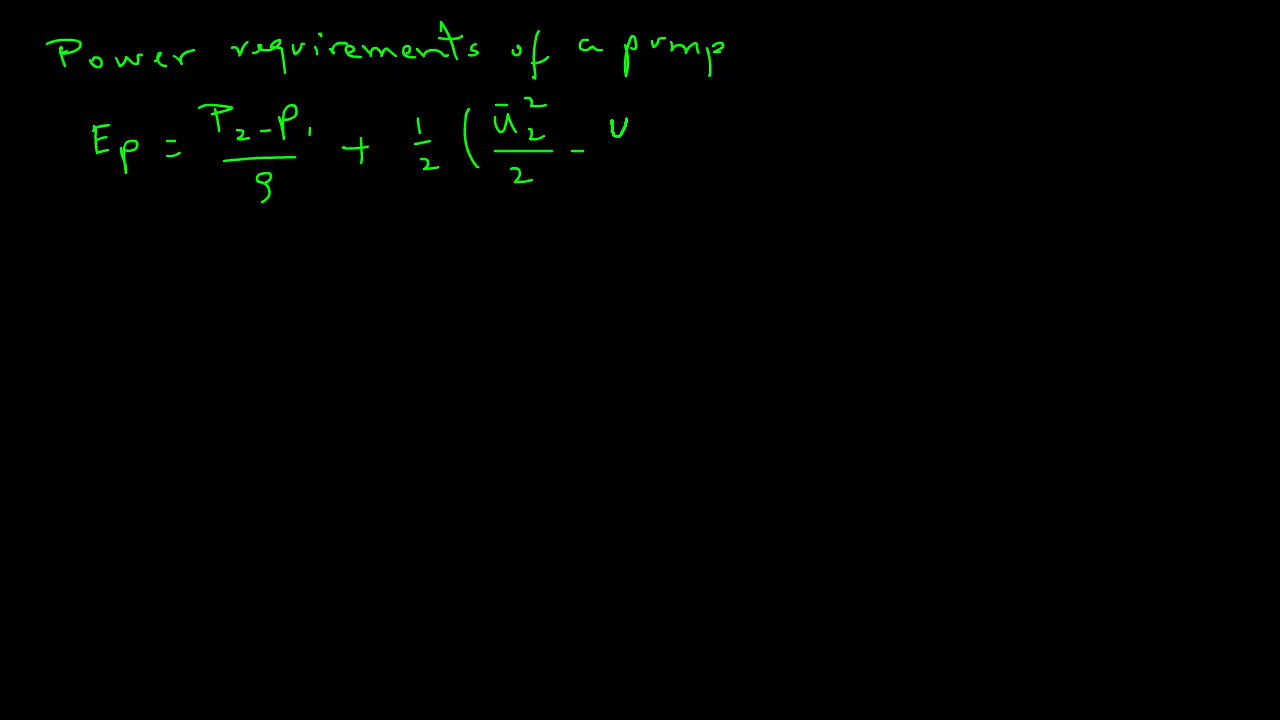 Power requirements of a pump
Ep = P2 - P1 / ρ + 1/2 ( ū2² / 2 - u